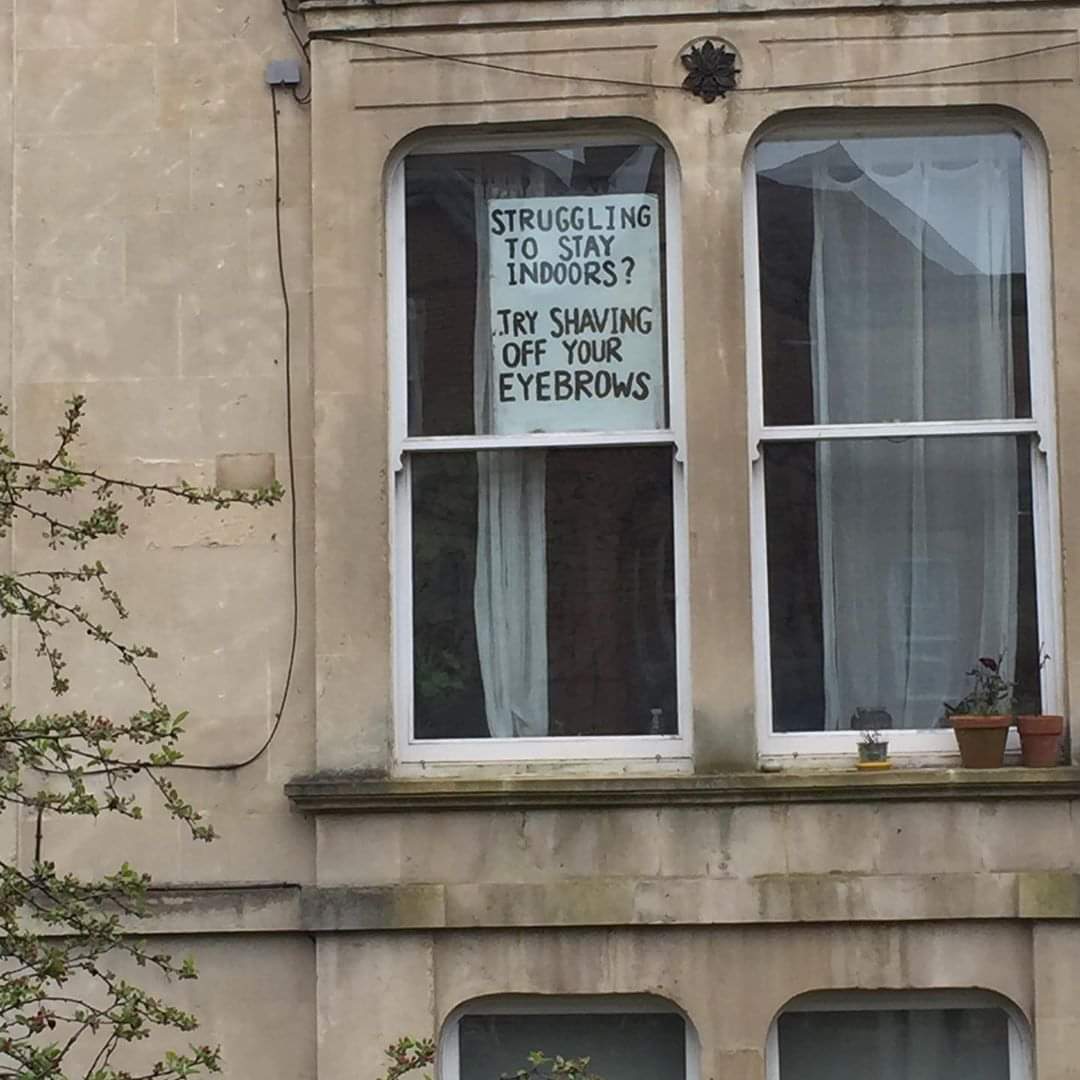 STRUGGLING
TO STAY
INDOORS?
..TRY SHAVING
OFF YOUR
EYEBROWS